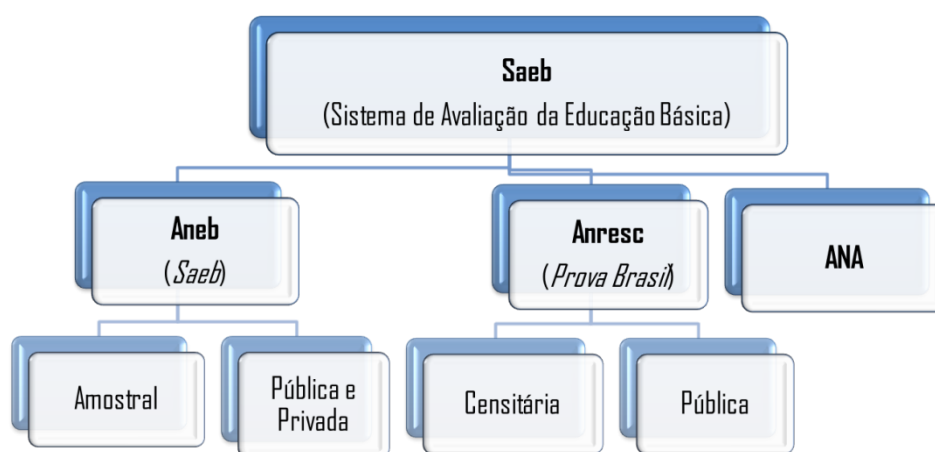 Saeb
(Sistema de Avaliação da Educação Básica)
Aneb
(Saeb)
Anresc
(Prova Brasil)
ANA
Amostral
Pública e
Privada
Censitária
Pública